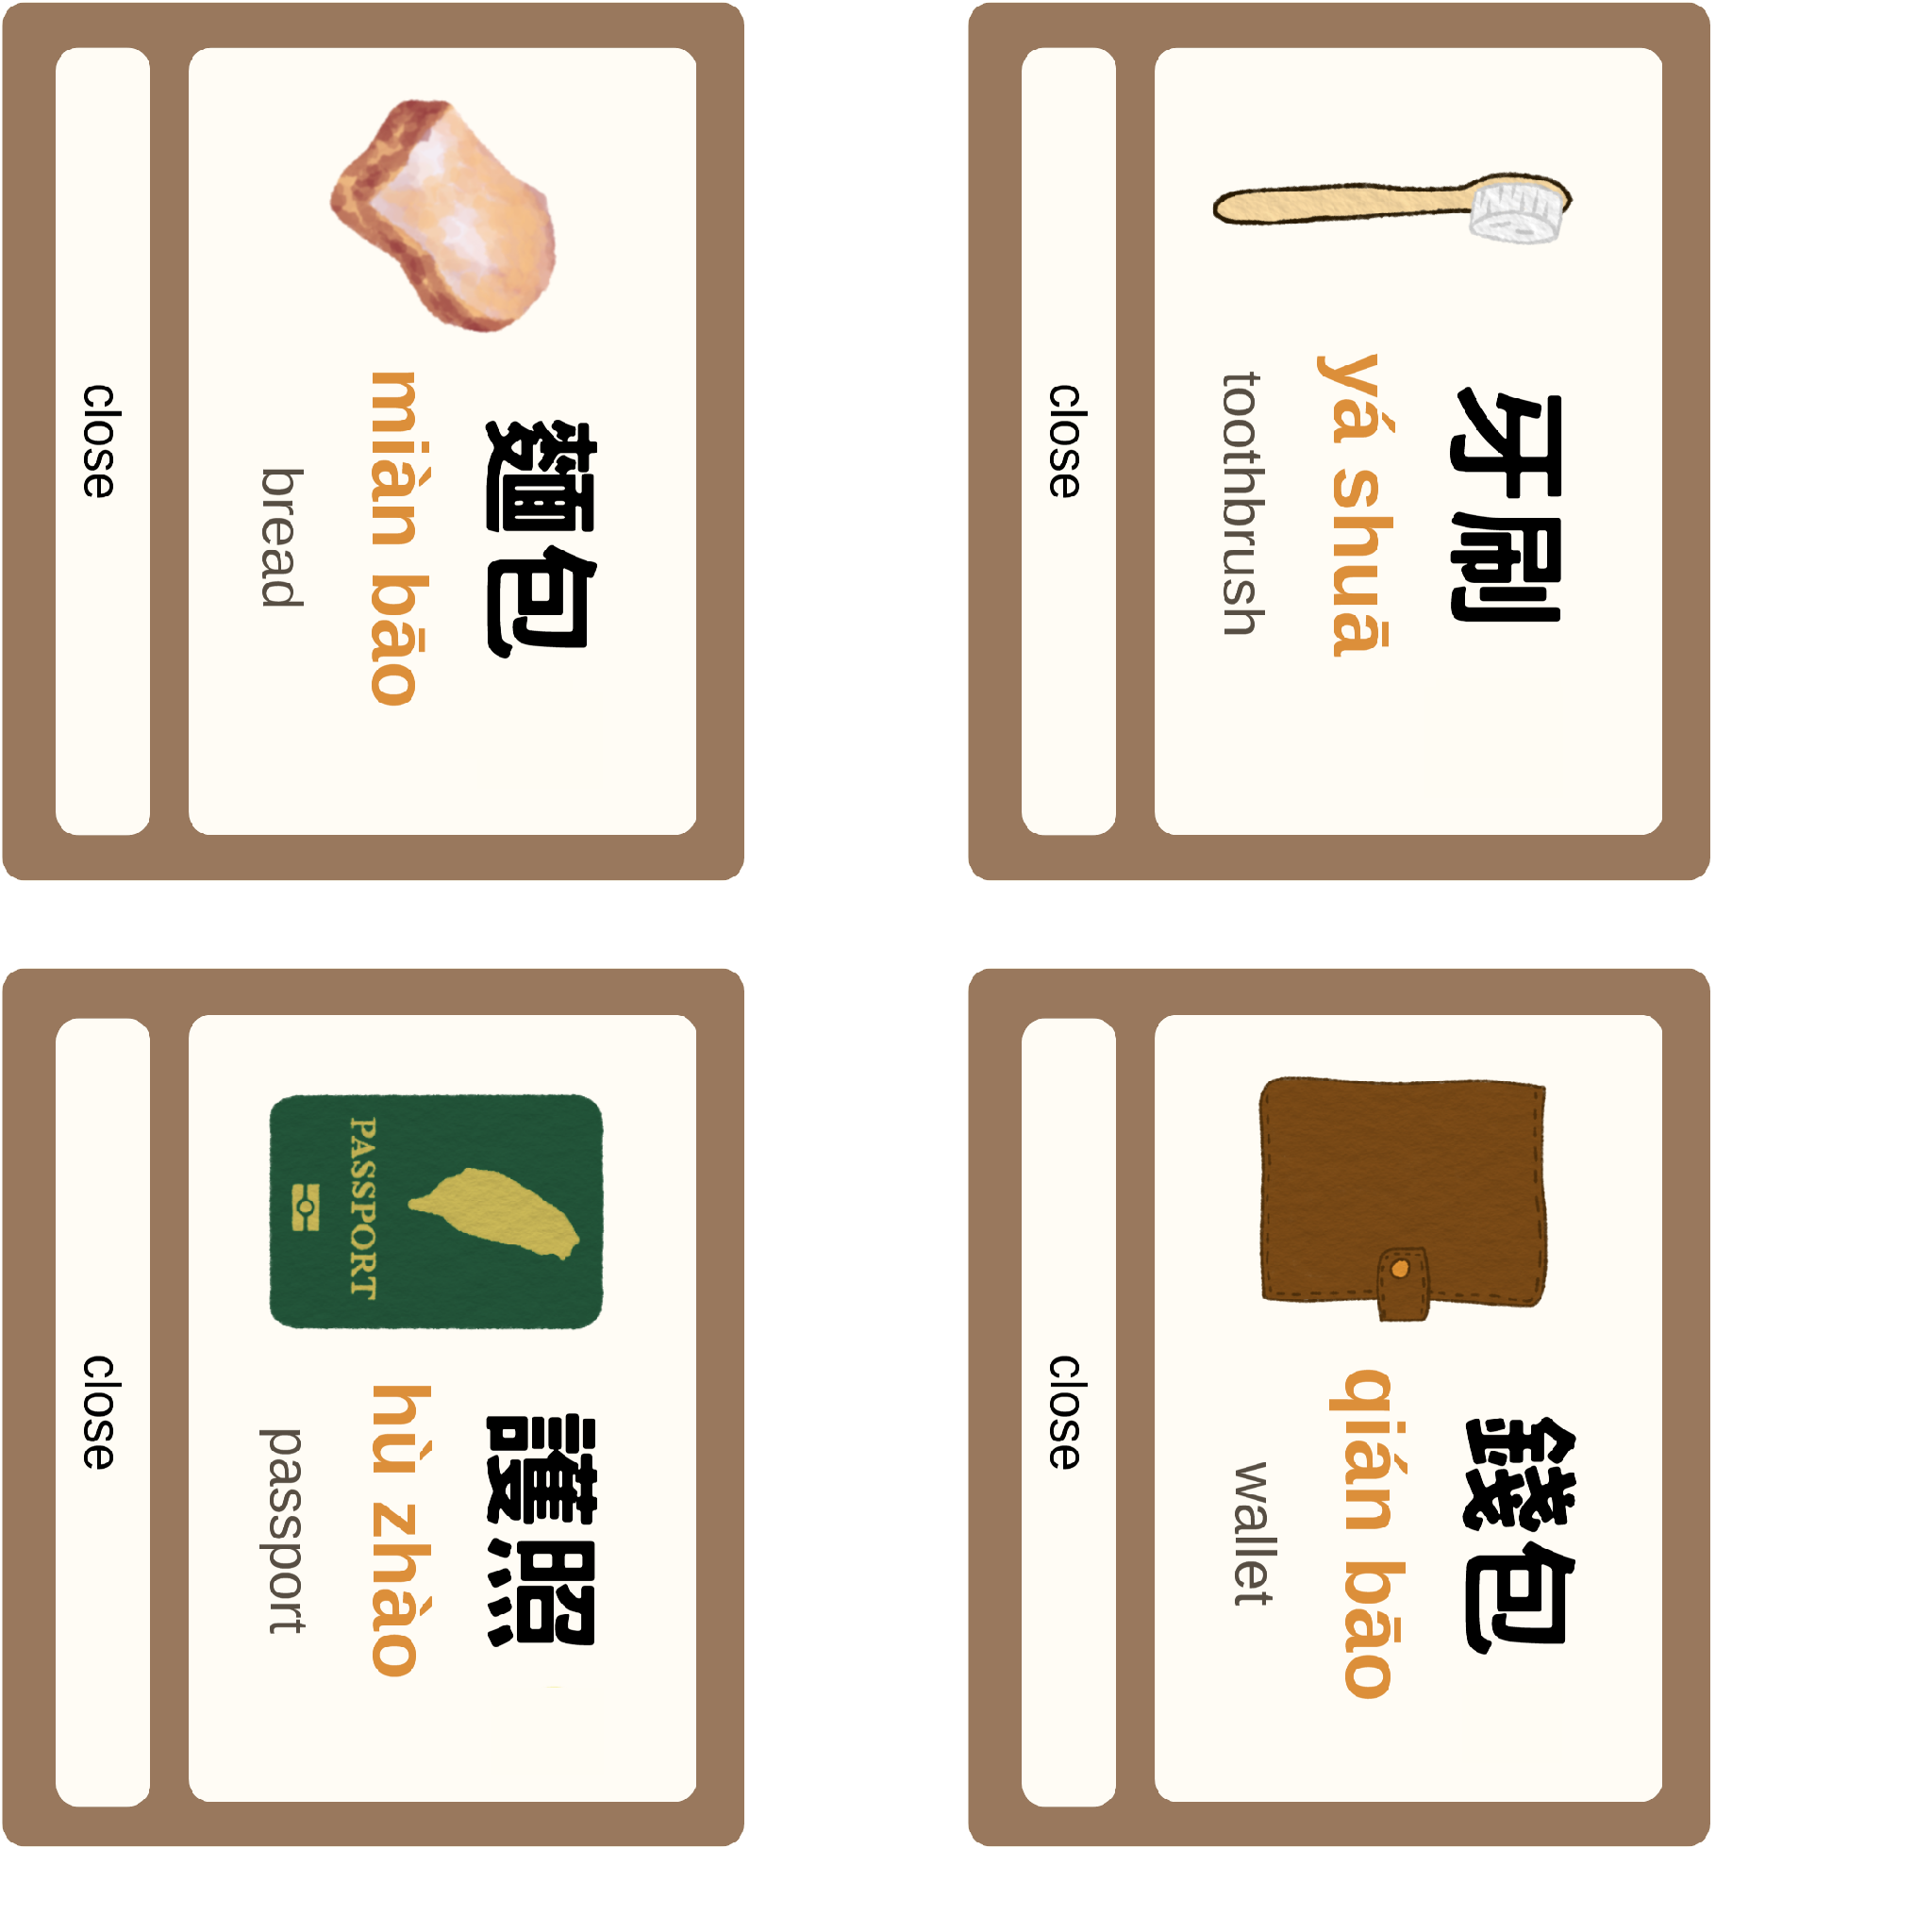 牙刷
yá shuā
toothbrush
close
錢包
qián bāo
wallet
close
麵包
miàn bāo
bread
close
PASSPORT
護照
hù zhào
passport
close